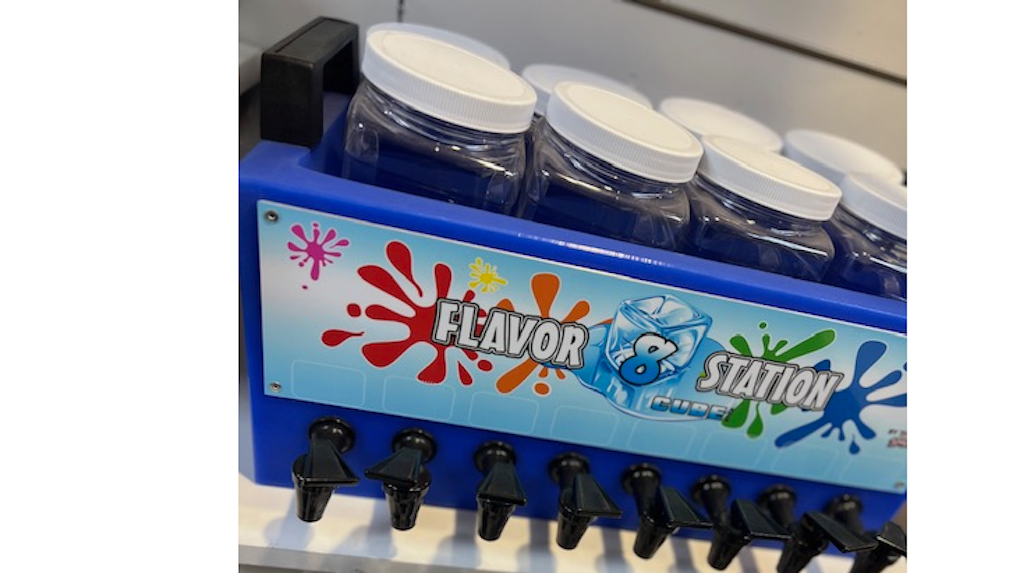 FLAVOR 8 STATION
CUBE